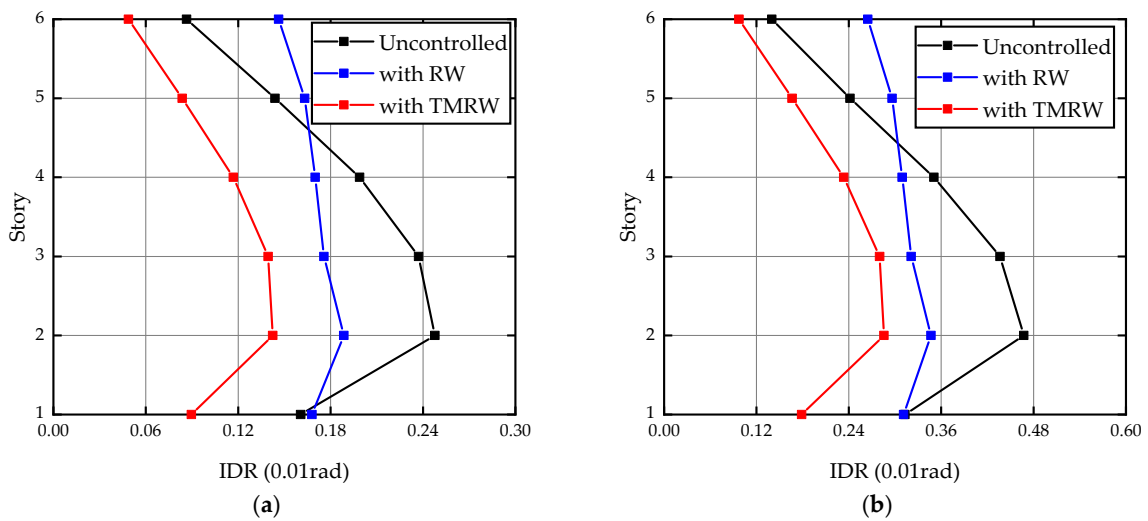 6
5
4
3
2
1
Story
0.00 0.06 0.12 0.18 0.24 0.30
IDR (0.01rad)
Uncontrolled
with RW
with TMRW
(a)
6
5
4
3
2
1
Story
0.00 0.12 0.24 0.36 0.48 0.60
IDR (0.01rad)
Uncontrolled
with RW
with TMRW
(b)